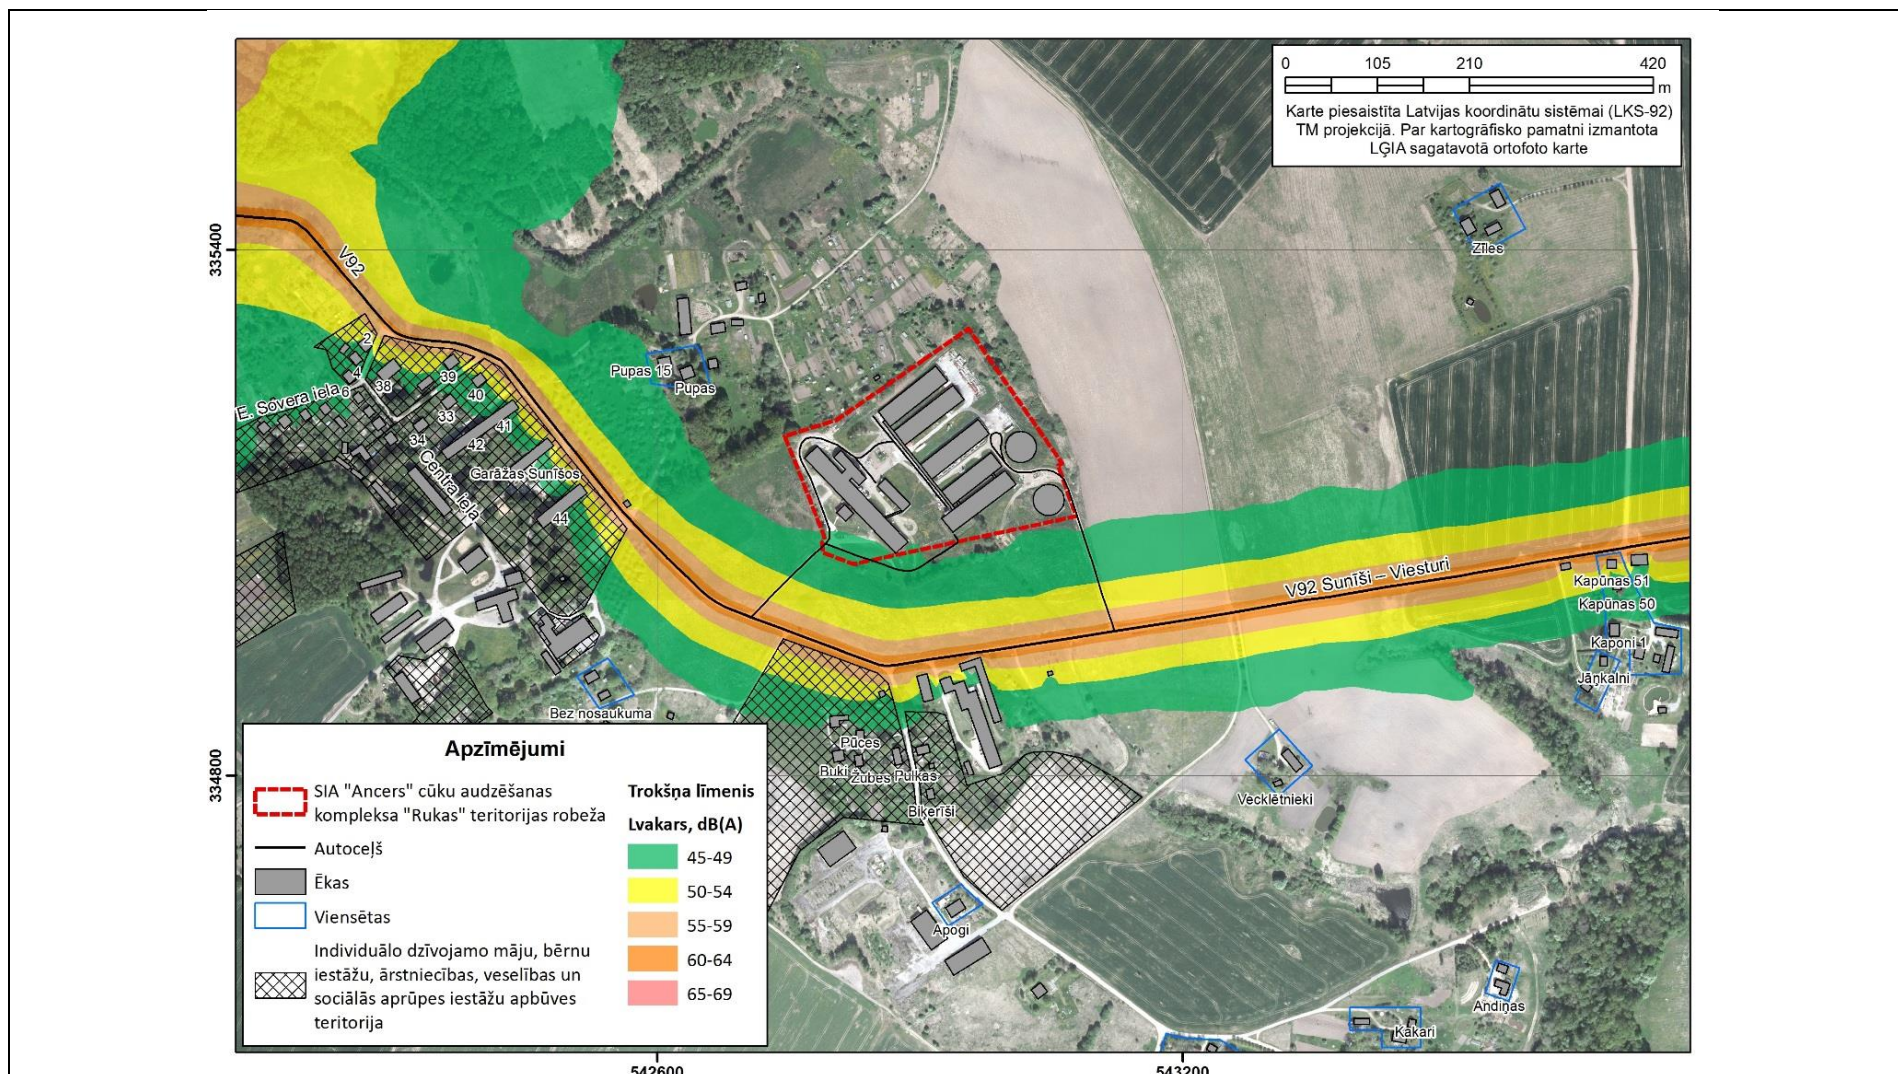 0 105 210 420
m
Karte piesaistīta Latvijas koordinātu sistēmai (LKS-92)
TM projekcijā. Par kartogrāfisko pamatni izmantota
LĢIA sagatavotā ortofoto karte
335400
334800
542600
543200
V92
2
4
6
38
39
40
33
34
41
42
44
E. Sovera iela
Centra iela
Garāžas Sunīšos
Pupas 15
Pupas
Zīles
V92 Sunīši – Viesturi
Kapūnas 51
Kapūnas 50
Kaponi 1
Jāņkalni
Bez nosaukuma
Pūces
Buki
Zubes
Pulkas
Biķerīši
Vecklētnieki
Apogi
Andiņas
Kakari
Apzīmējumi
SIA "Ancers" cūku audzēšanas
kompleksa "Rukas" teritorijas robeža
Autoceļš
Ēkas
Viensētas
Individuālo dzīvojamo māju, bērnu
iestāžu, ārstniecības, veselības un
sociālās aprūpes iestāžu apbūves
teritorija
Trokšņa līmenis
Lvakars, dB(A)
45-49
50-54
55-59
60-64
65-69